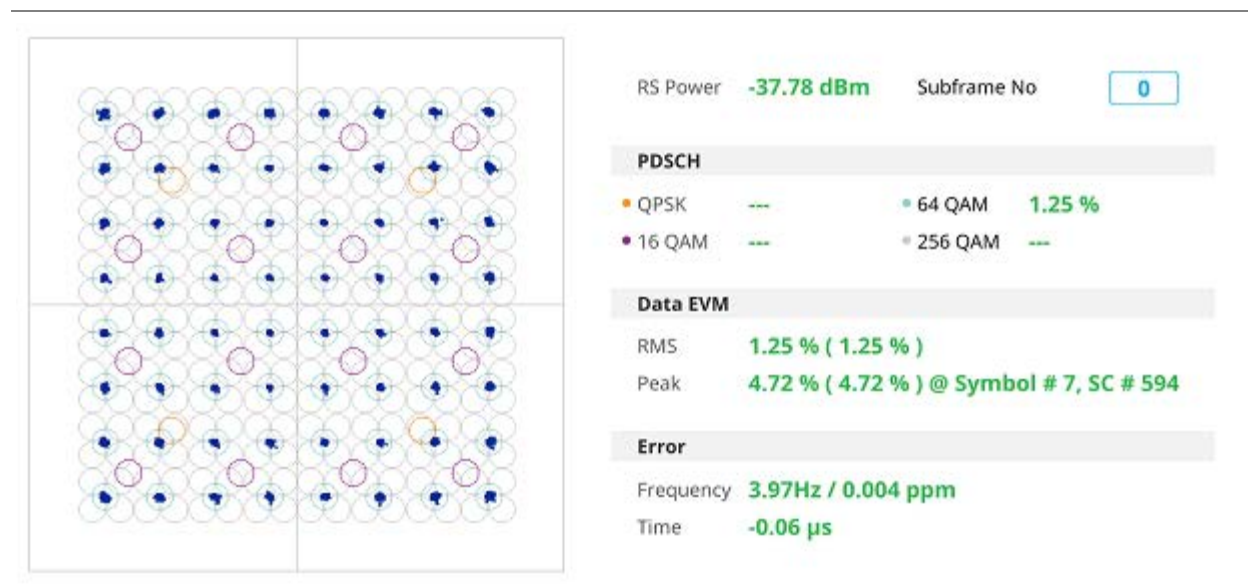 RS Power -37.78 dBm Subframe No 0
PDSCH
QPSK --- 64 QAM 1.25 %
16 QAM --- 256 QAM ---
Data EVM
RMS 1.25 % ( 1.25 % )
Peak 4.72 % ( 4.72 % ) @ Symbol # 7, SC # 594
Error
Frequency 3.97Hz / 0.004 ppm
Time -0.06 µs